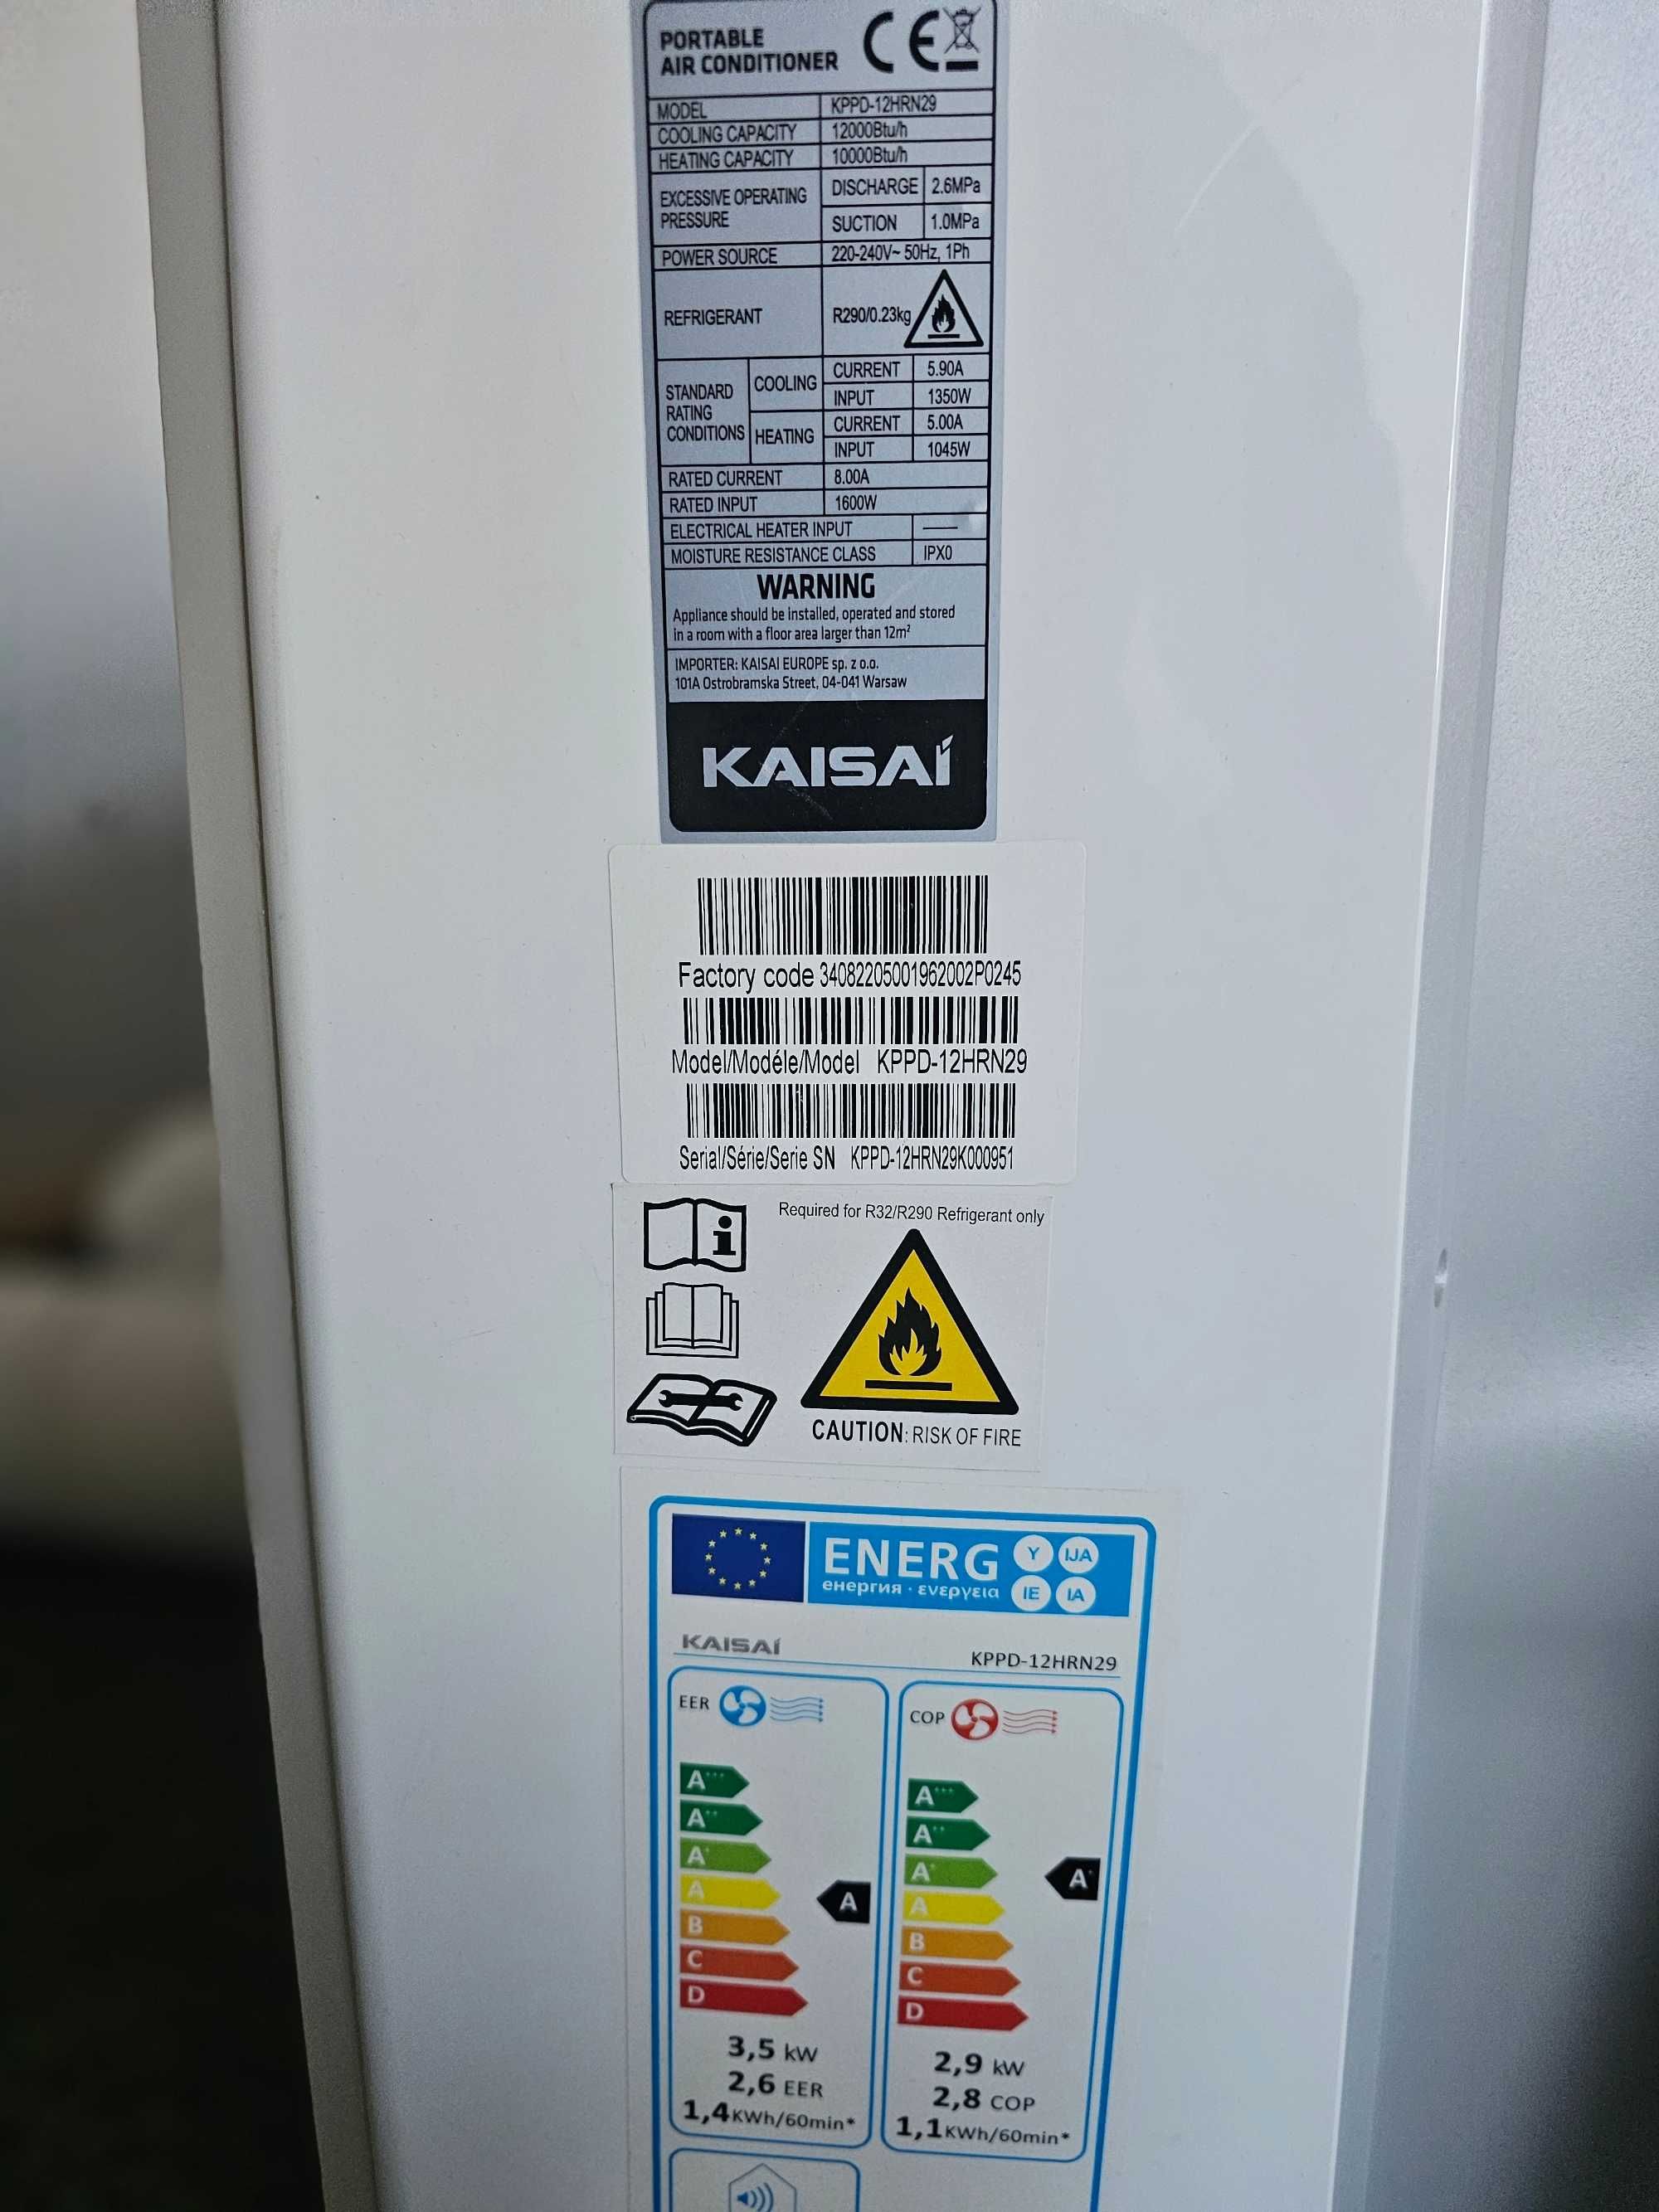 PORTABLE
AIR CONDITIONER CE
MODEL KPPD-12HRN29
COOLING CAPACITY 12000Btu/h
HEATING CAPACITY 10000Btu/h
EXCESSIVE OPERATING
PRESSURE
DISCHARGE 2.6MPa
SUCTION 1.0MPa
POWER SOURCE 220-240V~ 50Hz, 1Ph
REFRIGERANT R290/0.23kg
STANDARD
RATING
CONDITIONS
COOLING
CURRENT 5.90A
INPUT 1350W
HEATING
CURRENT 5.00A
INPUT 1045W
RATED CURRENT 8.00A
RATED INPUT 1600W
ELECTRICAL HEATER INPUT ——
MOISTURE RESISTANCE CLASS IPX0
WARNING
Appliance should be installed, operated and stored
in a room with a floor area larger than 12m²
IMPORTER: KAISAI EUROPE sp. z o.o.
101A Ostrobramska Street, 04-041 Warsaw
KAISAI
Factory code 34082205001962002P0245
Model/Modéle/Model KPPD-12HRN29
Serial/Série/Serie SN KPPD-12HRN29K000951
Required for R32/R290 Refrigerant only
CAUTION: RISK OF FIRE
ENERG Y IJA
енергия · ενεργεια IE IA
KAISAI
KPPD-12HRN29
EER
A+++
A++
A+
A
B
C
D
A
3,5 kW
2,6 EER
1,4 KWh/60min*
COP
A+++
A++
A+
A
B
C
D
A+
2,9 kW
2,8 COP
1,1 KWh/60min*